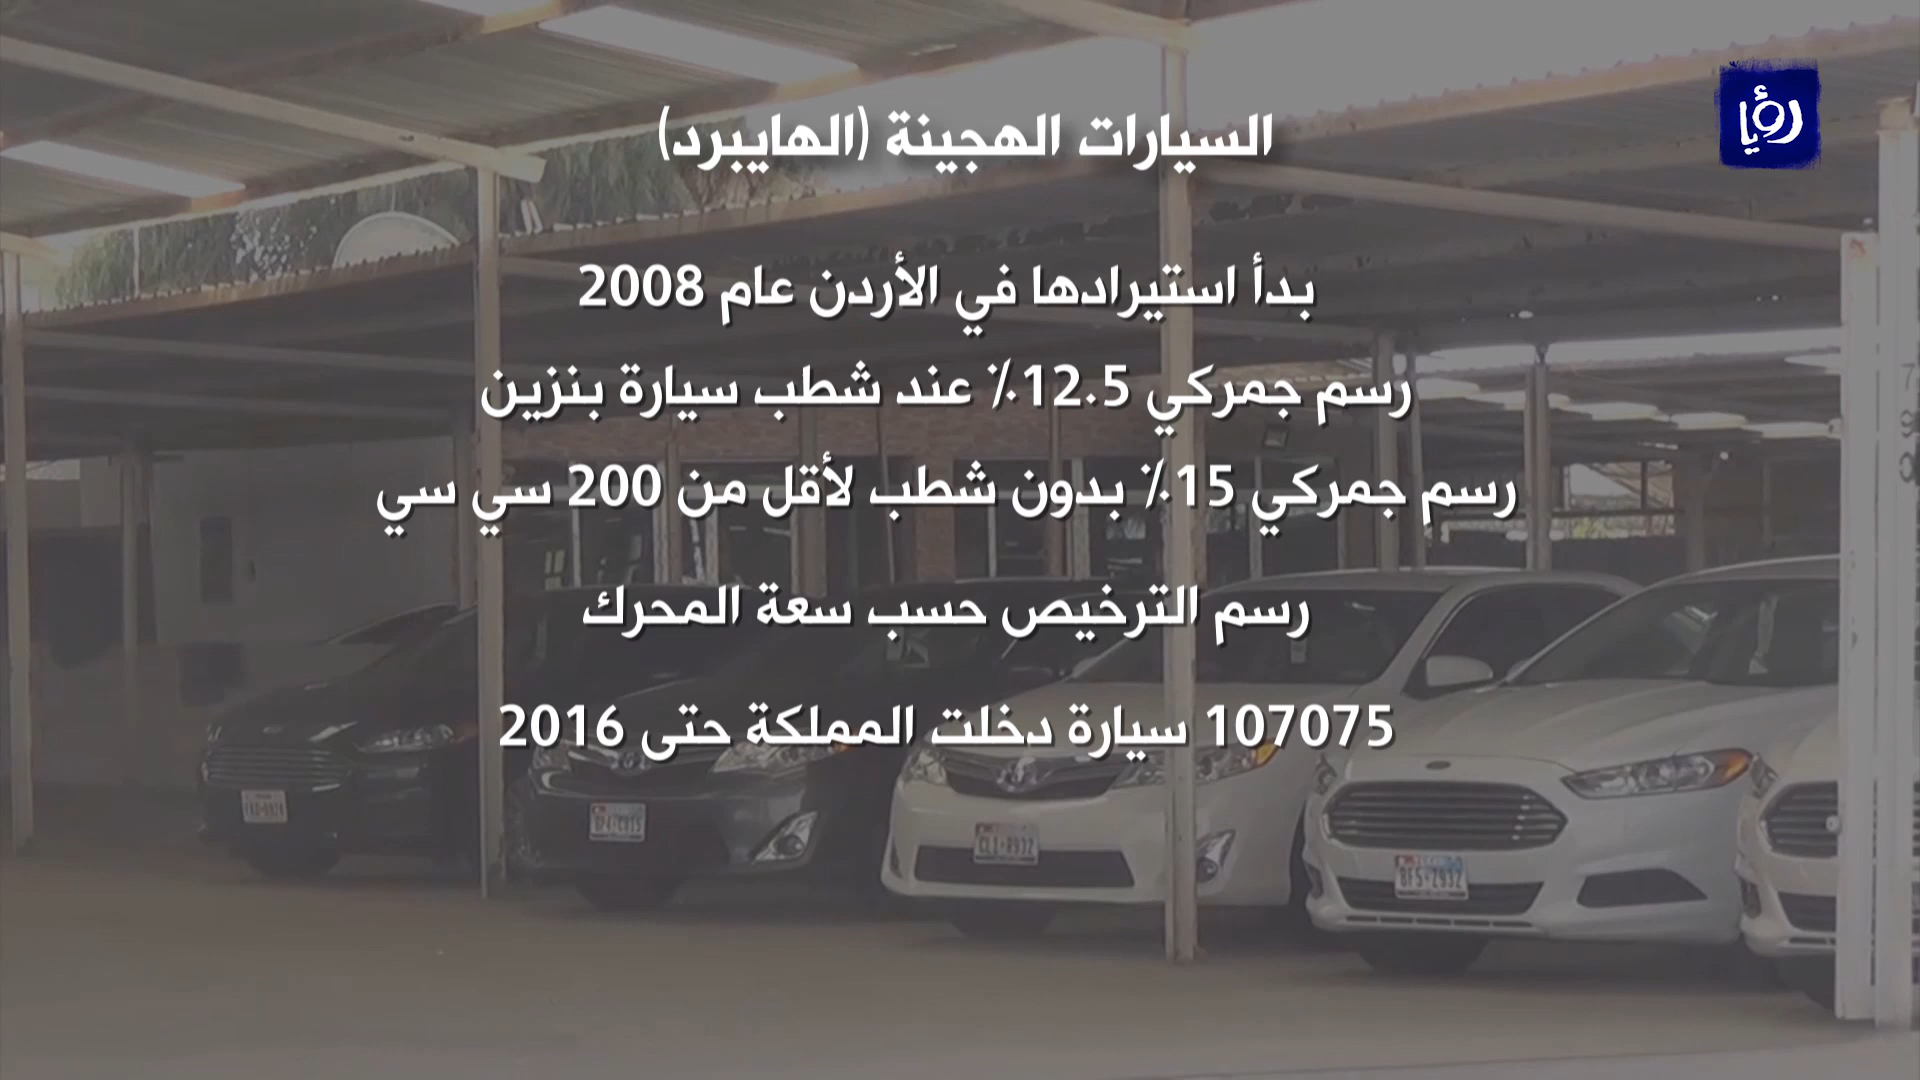 رؤيا
السيارات الهجينة (الهايبرد)
بدأ استيرادها في الأردن عام 2008
رسم جمركي 12.5٪ عند شطب سيارة بنزين
رسم جمركي 15٪ بدون شطب لأقل من 200 سي سي
رسم الترخيص حسب سعة المحرك
107075 سيارة دخلت المملكة حتى 2016